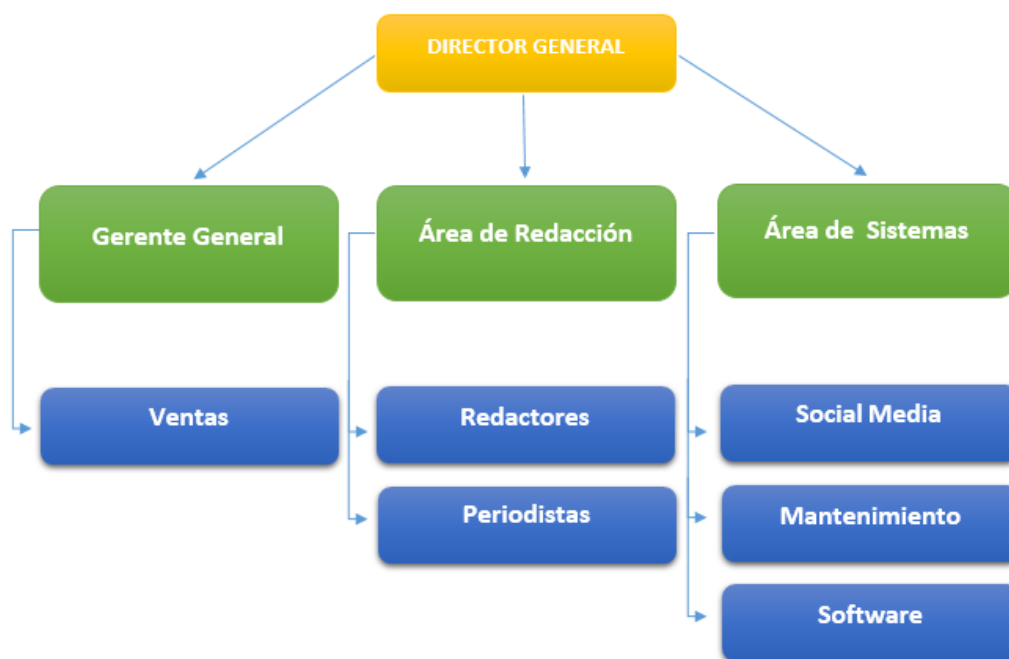 DIRECTOR GENERAL
Gerente General
Área de Redacción
Área de Sistemas
Ventas
Redactores
Social Media
Periodistas
Mantenimiento
Software